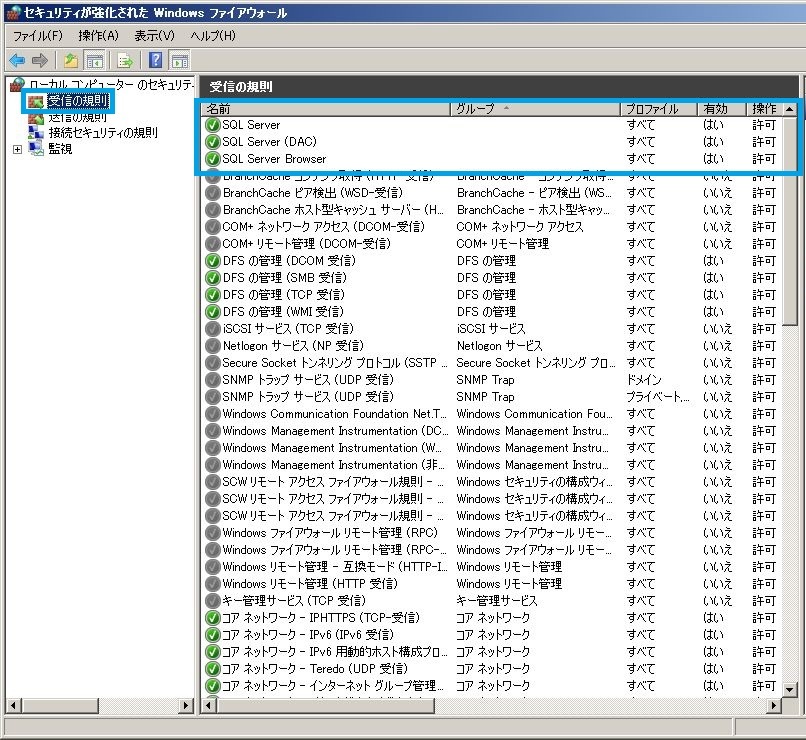 セキュリティが強化された Windows ファイアウォール
ファイル(F) 操作(A) 表示(V) ヘルプ(H)
ローカル コンピューター のセキュリテ
受信の規則
送信の規則
接続セキュリティの規則
監視
受信の規則
名前 グループ プロファイル 有効 操作
SQL Server すべて はい 許可
SQL Server (DAC) すべて はい 許可
SQL Server Browser すべて はい 許可
BranchCache コンテンツ取得 (HTTP-受信) BranchCache - コンテンツ取... すべて いいえ 許可
BranchCache ピア検出 (WSD-受信) BranchCache - ピア検出 (WS... すべて いいえ 許可
BranchCache ホスト型キャッシュ サーバー (H... BranchCache - ホスト型キャッ... すべて いいえ 許可
COM+ ネットワーク アクセス (DCOM-受信) COM+ ネットワーク アクセス すべて いいえ 許可
COM+ リモート管理 (DCOM-受信) COM+ リモート管理 すべて いいえ 許可
DFS の管理 (DCOM 受信) DFS の管理 すべて はい 許可
DFS の管理 (SMB 受信) DFS の管理 すべて はい 許可
DFS の管理 (TCP 受信) DFS の管理 すべて はい 許可
DFS の管理 (WMI 受信) DFS の管理 すべて はい 許可
iSCSI サービス (TCP 受信) iSCSI サービス すべて いいえ 許可
Netlogon サービス (NP 受信) Netlogon サービス すべて いいえ 許可
Secure Socket トンネリング プロトコル (SSTP ... Secure Socket トンネリング プロ... すべて いいえ 許可
SNMP トラップ サービス (UDP 受信) SNMP Trap ドメイン いいえ 許可
SNMP トラップ サービス (UDP 受信) SNMP Trap プライベート,... いいえ 許可
Windows Communication Foundation Net.T... Windows Communication Fou... すべて いいえ 許可
Windows Management Instrumentation (DC... Windows Management Instru... すべて いいえ 許可
Windows Management Instrumentation (W... Windows Management Instru... すべて いいえ 許可
Windows Management Instrumentation (非... Windows Management Instru... すべて いいえ 許可
SCW リモート アクセス ファイアウォール規則 - ... Windows セキュリティの構成ウィ... すべて いいえ 許可
SCW リモート アクセス ファイアウォール規則 - ... Windows セキュリティの構成ウィ... すべて いいえ 許可
SCW リモート アクセス ファイアウォール規則 - ... Windows セキュリティの構成ウィ... すべて いいえ 許可
Windows ファイアウォール リモート管理 (RPC) Windows ファイアウォール リモー... すべて いいえ 許可
Windows ファイアウォール リモート管理 (RPC-... Windows ファイアウォール リモー... すべて いいえ 許可
Windows リモート管理 - 互換モード (HTTP-I... Windows リモート管理 すべて いいえ 許可
Windows リモート管理 (HTTP 受信) Windows リモート管理 すべて いいえ 許可
キー管理サービス (TCP 受信) キー管理サービス すべて いいえ 許可
コア ネットワーク - IPHTTPS (TCP-受信) コア ネットワーク すべて はい 許可
コア ネットワーク - IPv6 (IPv6 受信) コア ネットワーク すべて はい 許可
コア ネットワーク - IPv6 用動的ホスト構成プロ... コア ネットワーク すべて はい 許可
コア ネットワーク - Teredo (UDP 受信) コア ネットワーク すべて はい 許可
コア ネットワーク - インターネット グループ管理... コア ネットワーク すべて はい 許可